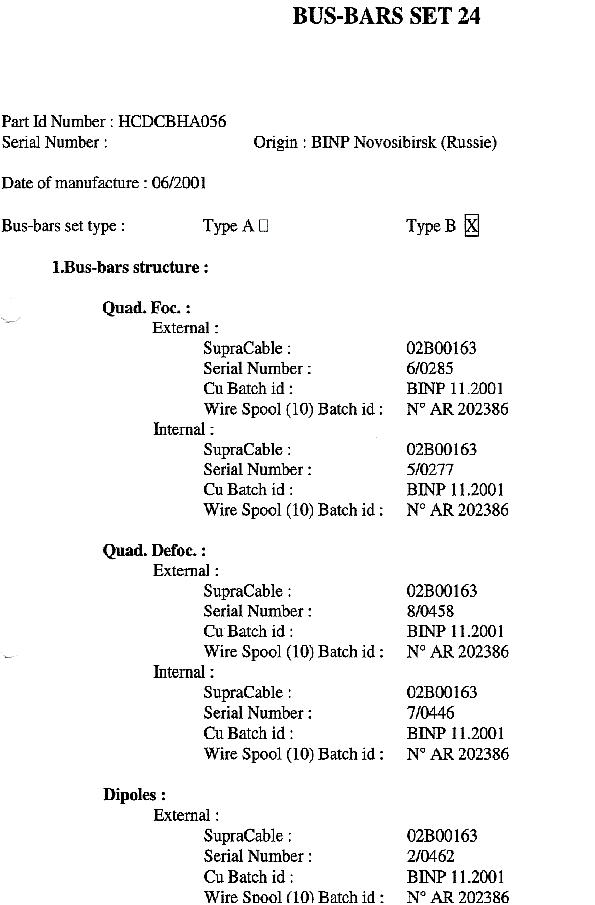 BUS-BARS SET 24
Part Id Number : HCDCBHA056
Serial Number : Origin : BINP Novosibirsk (Russie)
Date of manufacture : 06/2001
Bus-bars set type : Type A □ Type B ☒
1.Bus-bars structure :
Quad. Foc. :
External :
SupraCable : 02B00163
Serial Number : 6/0285
Cu Batch id : BINP 11.2001
Wire Spool (10) Batch id : N° AR 202386
Internal :
SupraCable : 02B00163
Serial Number : 5/0277
Cu Batch id : BINP 11.2001
Wire Spool (10) Batch id : N° AR 202386
Quad. Defoc. :
External :
SupraCable : 02B00163
Serial Number : 8/0458
Cu Batch id : BINP 11.2001
Wire Spool (10) Batch id : N° AR 202386
Internal :
SupraCable : 02B00163
Serial Number : 7/0446
Cu Batch id : BINP 11.2001
Wire Spool (10) Batch id : N° AR 202386
Dipoles :
External :
SupraCable : 02B00163
Serial Number : 2/0462
Cu Batch id : BINP 11.2001
Wire Spool (10) Batch id : N° AR 202386